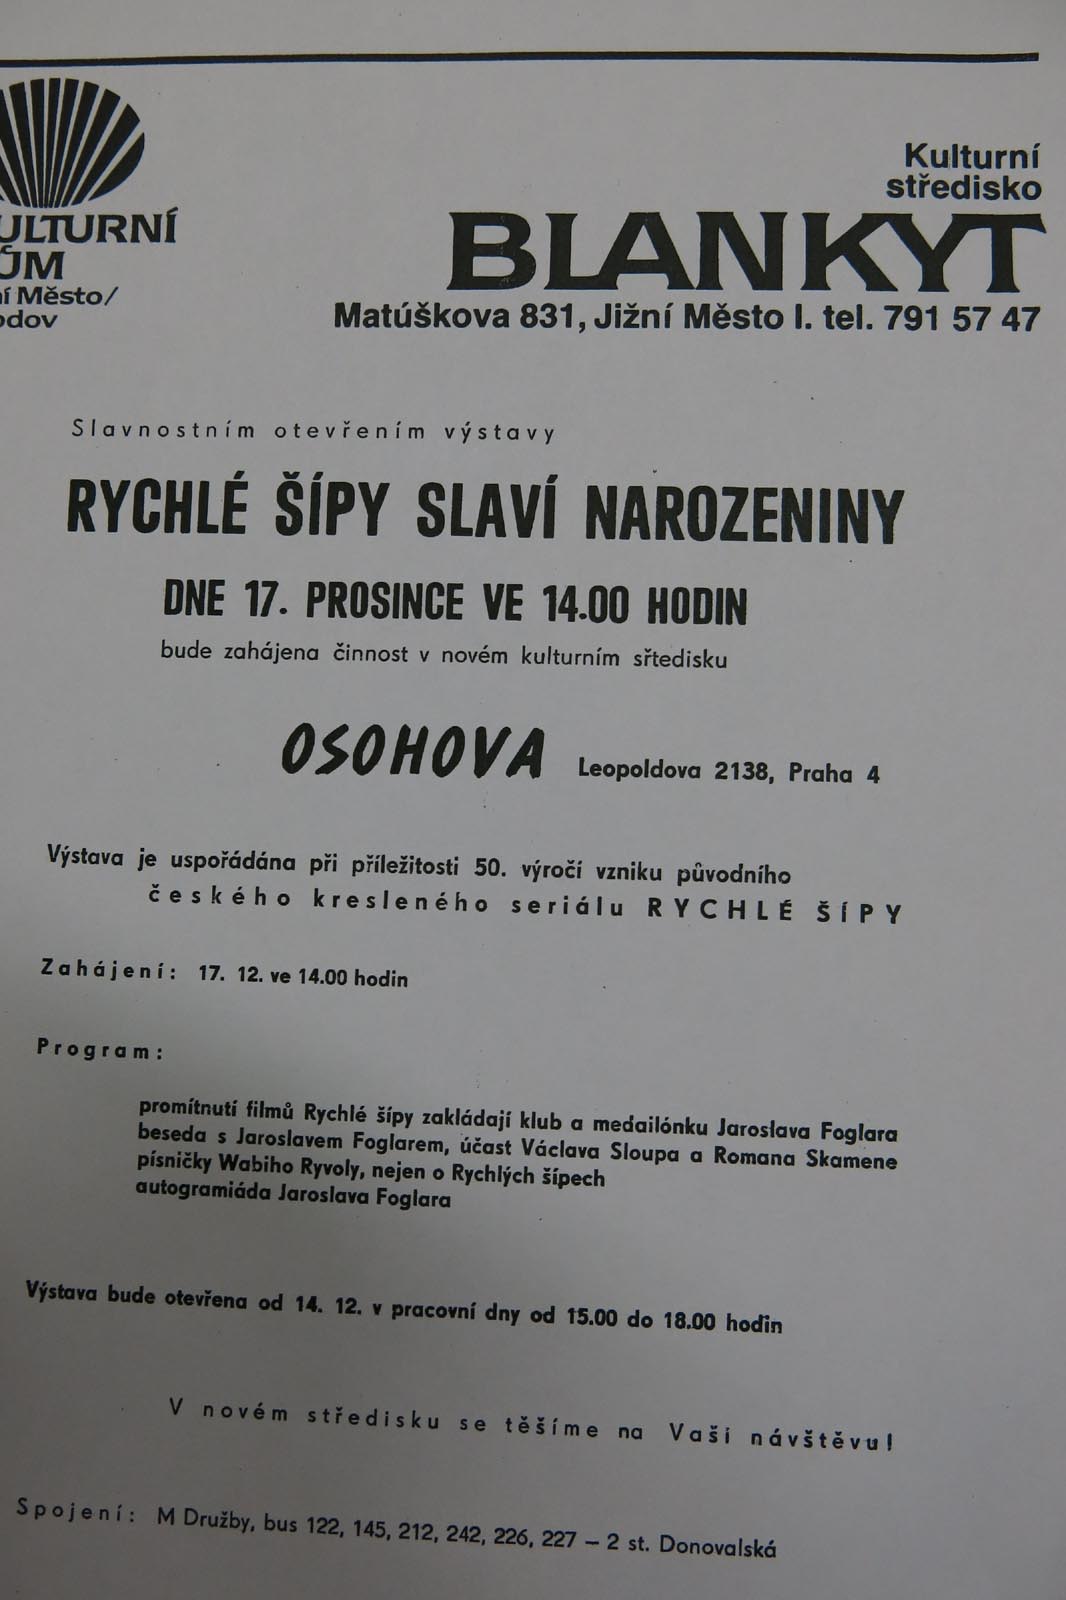 ULTURNÍ
ŮM
ní Město/
odov
Kulturní
středisko
BLANKYT
Matúškova 831, Jižní Město I. tel. 791 57 47
Slavnostním otevřením výstavy
RYCHLÉ ŠÍPY SLAVÍ NAROZENINY
DNE 17. PROSINCE VE 14.00 HODIN
bude zahájena činnost v novém kulturním sřtedisku
OSOHOVA Leopoldova 2138, Praha 4
Výstava je uspořádána při příležitosti 50. výročí vzniku původního
českého kresleného seriálu RYCHLÉ ŠÍPY
Zahájení: 17. 12. ve 14.00 hodin
Program:
promítnutí filmů Rychlé šípy zakládají klub a medailónku Jaroslava Foglara
beseda s Jaroslavem Foglarem, účast Václava Sloupa a Romana Skamene
písničky Wabiho Ryvoly, nejen o Rychlých šípech
autogramiáda Jaroslava Foglara
Výstava bude otevřena od 14. 12. v pracovní dny od 15.00 do 18.00 hodin
V novém středisku se těšíme na Vaši návštěvu!
Spojení: M Družby, bus 122, 145, 212, 242, 226, 227 – 2 st. Donovalská